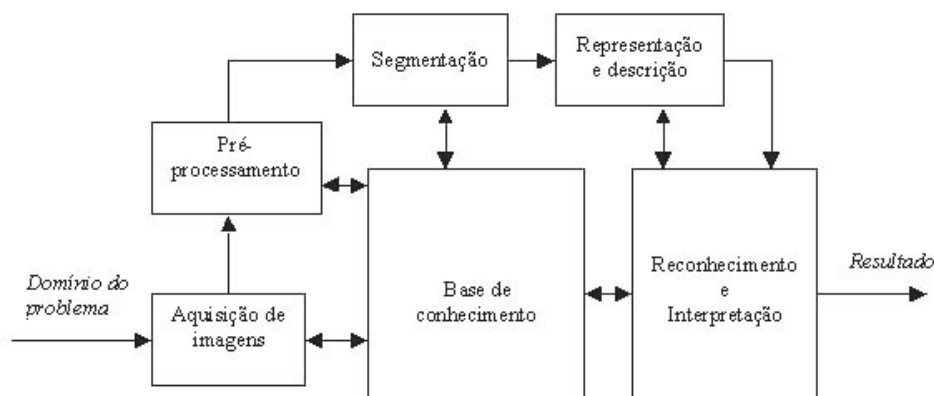 Segmentação
Representação
e descrição
Pré-
processamento
Domínio do
problema
Aquisição de
imagens
Base de
conhecimento
Reconhecimento
e
Interpretação
Resultado